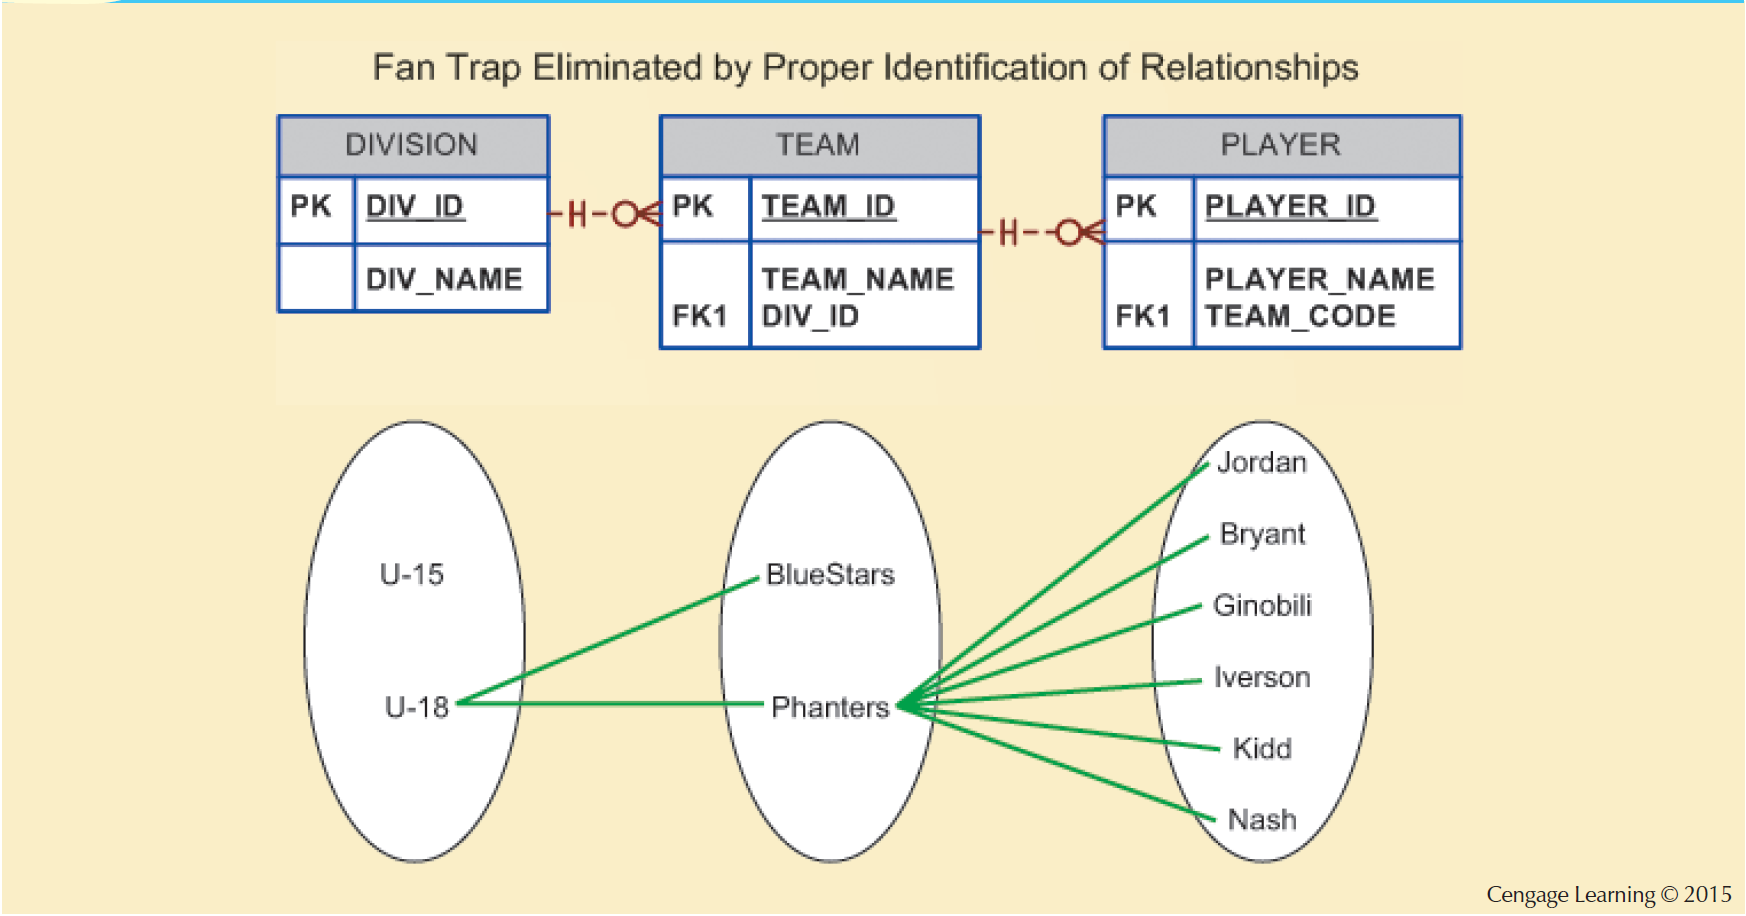 Fan Trap Eliminated by Proper Identification of Relationships
DIVISION
PK DIV_ID
DIV_NAME
TEAM
PK TEAM_ID
TEAM_NAME
FK1 DIV_ID
PLAYER
PK PLAYER_ID
PLAYER_NAME
FK1 TEAM_CODE
U-15
U-18
BlueStars
Phanters
Jordan
Bryant
Ginobili
Iverson
Kidd
Nash
Cengage Learning © 2015